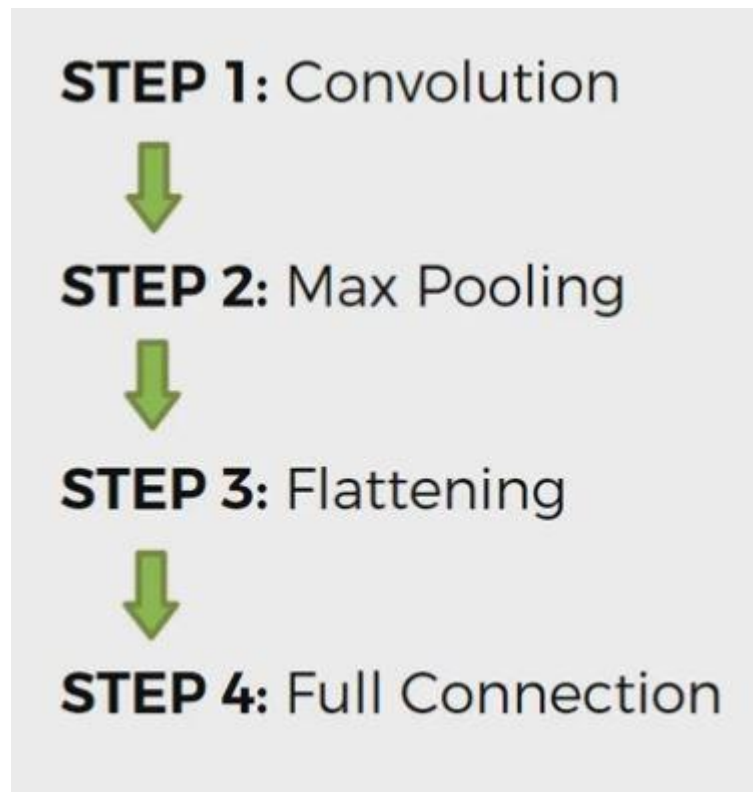 STEP 1: Convolution
STEP 2: Max Pooling
STEP 3: Flattening
STEP 4: Full Connection